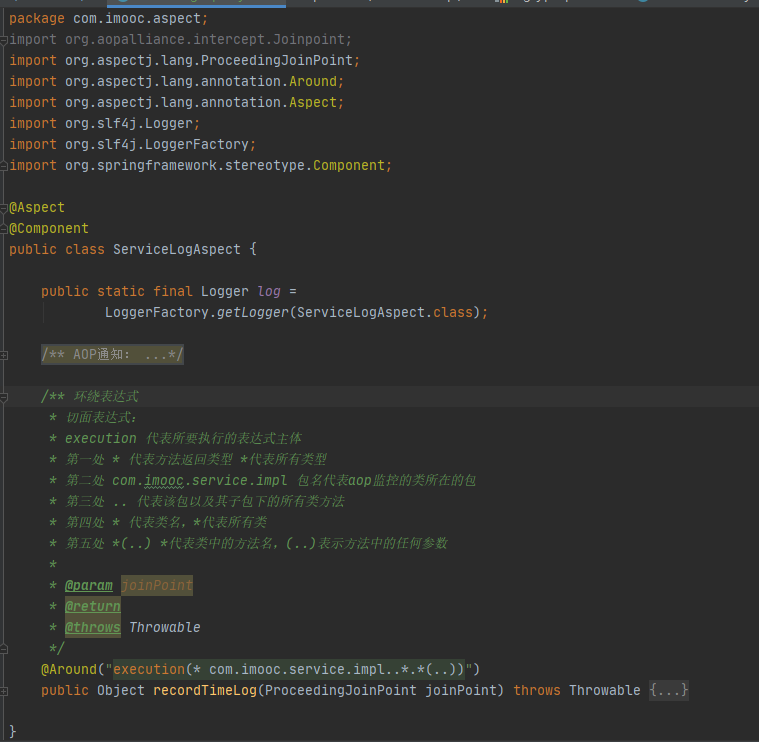 package com.imooc.aspect;
import org.aopalliance.intercept.Joinpoint;
import org.aspectj.lang.ProceedingJoinPoint;
import org.aspectj.lang.annotation.Around;
import org.aspectj.lang.annotation.Aspect;
import org.slf4j.Logger;
import org.slf4j.LoggerFactory;
import org.springframework.stereotype.Component;
@Aspect
@Component
public class ServiceLogAspect {
public static final Logger log =
LoggerFactory.getLogger(ServiceLogAspect.class);
/** AOP通知: ...*/
/** 环绕表达式
* 切面表达式:
* execution 代表所要执行的表达式主体
* 第一处 * 代表方法返回类型 *代表所有类型
* 第二处 com.imooc.service.impl 包名代表aop监控的类所在的包
* 第三处 .. 代表该包以及其子包下的所有类方法
* 第四处 * 代表类名，*代表所有类
* 第五处 *(..) *代表类中的方法名，(..)表示方法中的任何参数
*
* @param joinPoint
* @return
* @throws Throwable
*/
@Around("execution(* com.imooc.service.impl..*.*(..))")
public Object recordTimeLog(ProceedingJoinPoint joinPoint) throws Throwable {...}
}